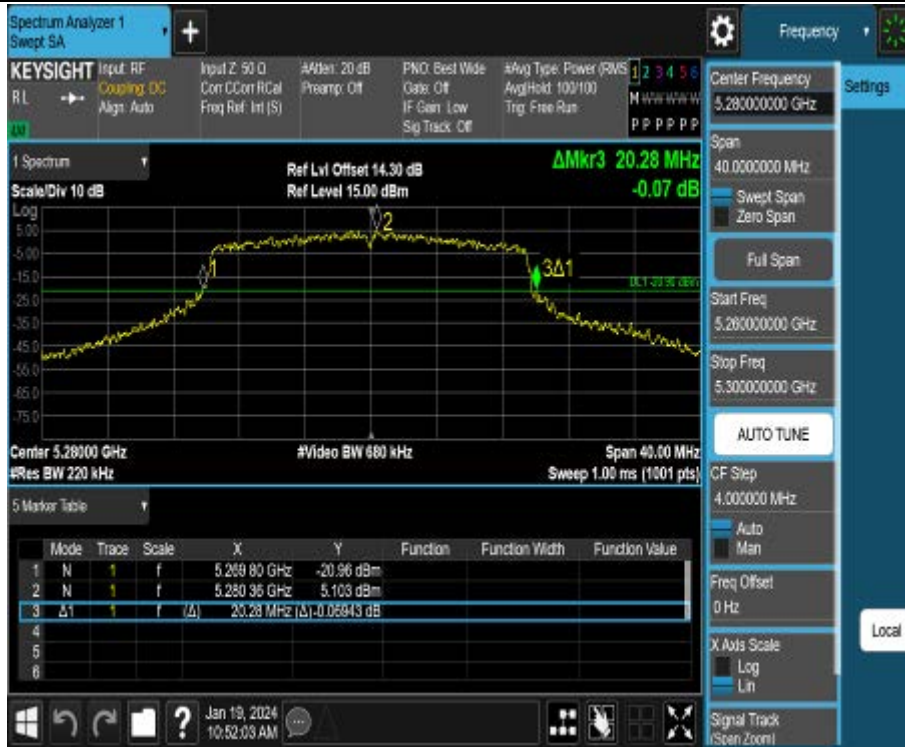 Spectrum Analyzer 1
Swept SA
+
Frequency
KEYSIGHT
RL
Input: RF
Coupling: DC
Align: Auto
Input Z: 50 Ω
Corr CCorr RCal
Freq Ref: Int (S)
#Atten: 20 dB
Preamp: Off
PNO: Best Wide
Gate: Off
IF Gain: Low
Sig Track: Off
#Avg Type: Power (RMS
Avg|Hold: 100/100
Trig: Free Run
1 2 3 4 5 6
M W W W W W
P P P P P P
Settings
Center Frequency
5.280000000 GHz
Span
40.0000000 MHz
Swept Span
Zero Span
Full Span
Start Freq
5.260000000 GHz
Stop Freq
5.300000000 GHz
AUTO TUNE
CF Step
4.000000 MHz
Auto
Man
Freq Offset
0 Hz
X Axis Scale
Log
Lin
Signal Track
(Span Zoom)
Local
1 Spectrum
Scale/Div 10 dB
Ref Lvl Offset 14.30 dB
Ref Level 15.00 dBm
ΔMkr3 20.28 MHz
-0.07 dB
Log
5.00
-5.00
-15.0
-25.0
-35.0
-45.0
-55.0
-65.0
-75.0
1
2
3Δ1
DL1 -20.90 dBm
Center 5.28000 GHz
#Video BW 680 kHz
Span 40.00 MHz
#Res BW 220 kHz
Sweep 1.00 ms (1001 pts)
5 Marker Table
Mode Trace Scale X Y Function Function Width Function Value
1 N 1 f 5.269 80 GHz -20.96 dBm
2 N 1 f 5.280 36 GHz 5.103 dBm
3 Δ1 1 f (Δ) 20.28 MHz (Δ) -0.06943 dB
4
5
6
?
Jan 19, 2024
10:52:03 AM